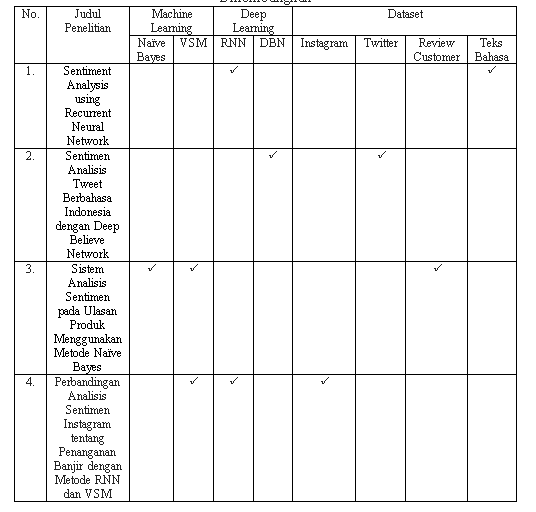 No. Judul Penelitian Machine Learning Deep Learning Dataset
Naïve Bayes VSM RNN DBN Instagram Twitter Review Customer Teks Bahasa
1. Sentiment ✓ ✓
Analysis
using
Recurrent
Neural
Network
2. Sentimen ✓ ✓
Analisis
Tweet
Berbahasa
Indonesia
dengan Deep
Believe
Network
3. Sistem ✓ ✓ ✓
Analisis
Sentimen
pada Ulasan
Produk
Menggunakan
Metode Naïve
Bayes
4. Perbandingan ✓ ✓ ✓
Analisis
Sentimen
Instagram
tentang
Penanganan
Banjir dengan
Metode RNN
dan VSM